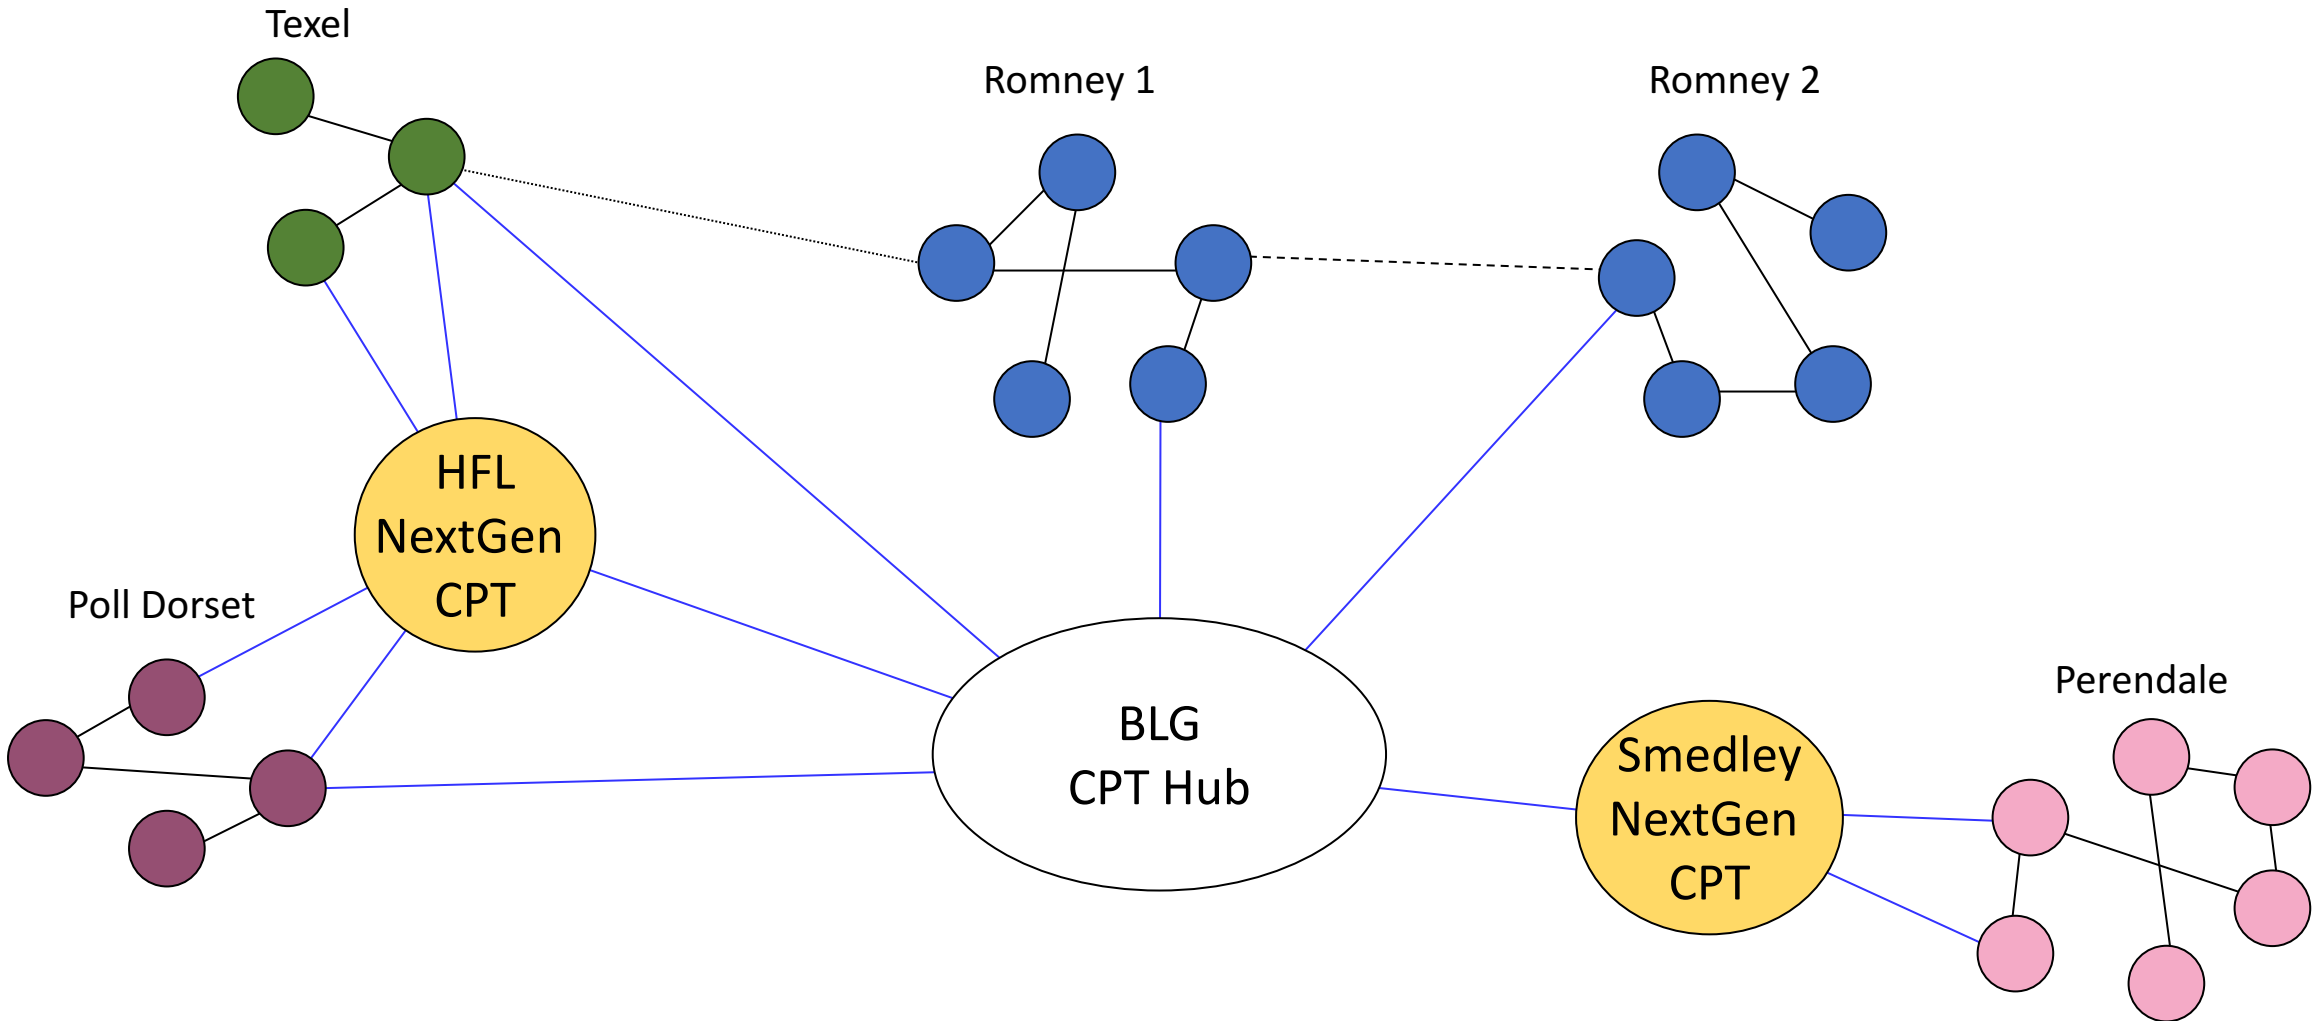 Texel
Romney 1
Romney 2
HFL
NextGen
CPT
Poll Dorset
BLG
CPT Hub
Smedley
NextGen
CPT
Perendale